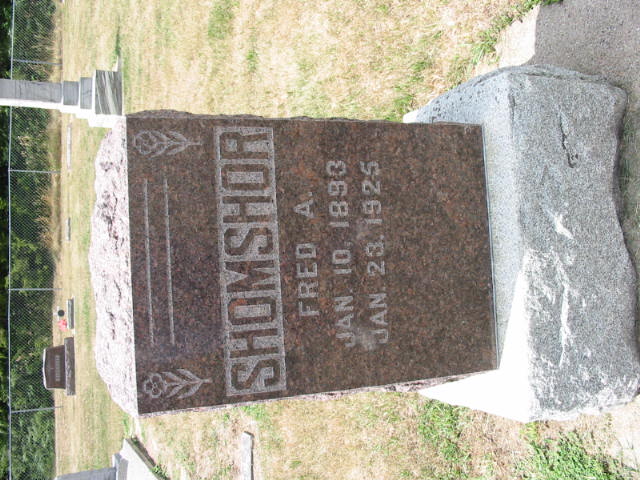 SHOMSHOR
FRED A.
JAN. 10. 1893
JAN. 23. 1925